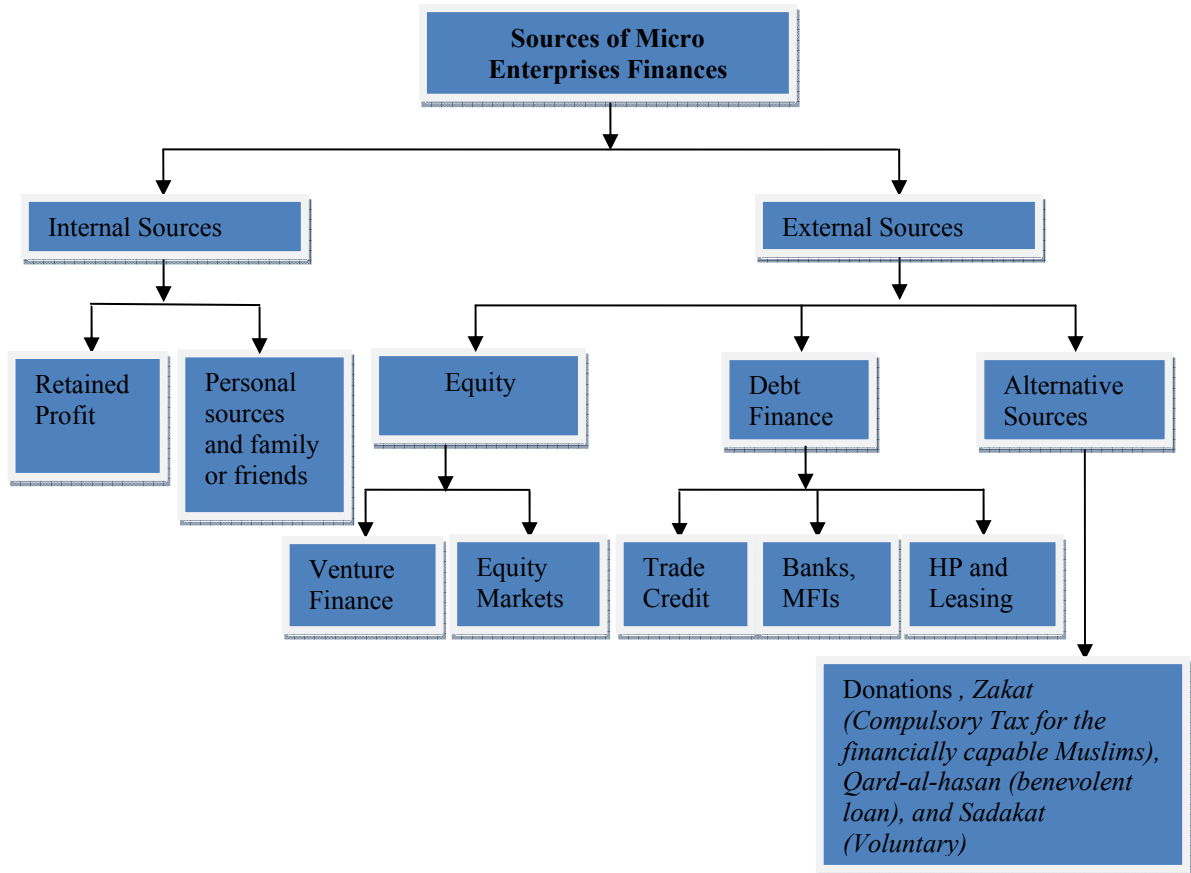 Sources of Micro
Enterprises Finances
Internal Sources
External Sources
Retained
Profit
Personal
sources
and family
or friends
Equity
Debt
Finance
Alternative
Sources
Venture
Finance
Equity
Markets
Trade
Credit
Banks,
MFIs
HP and
Leasing
Donations , Zakat
(Compulsory Tax for the
financially capable Muslims),
Qard-al-hasan (benevolent
loan), and Sadakat
(Voluntary)